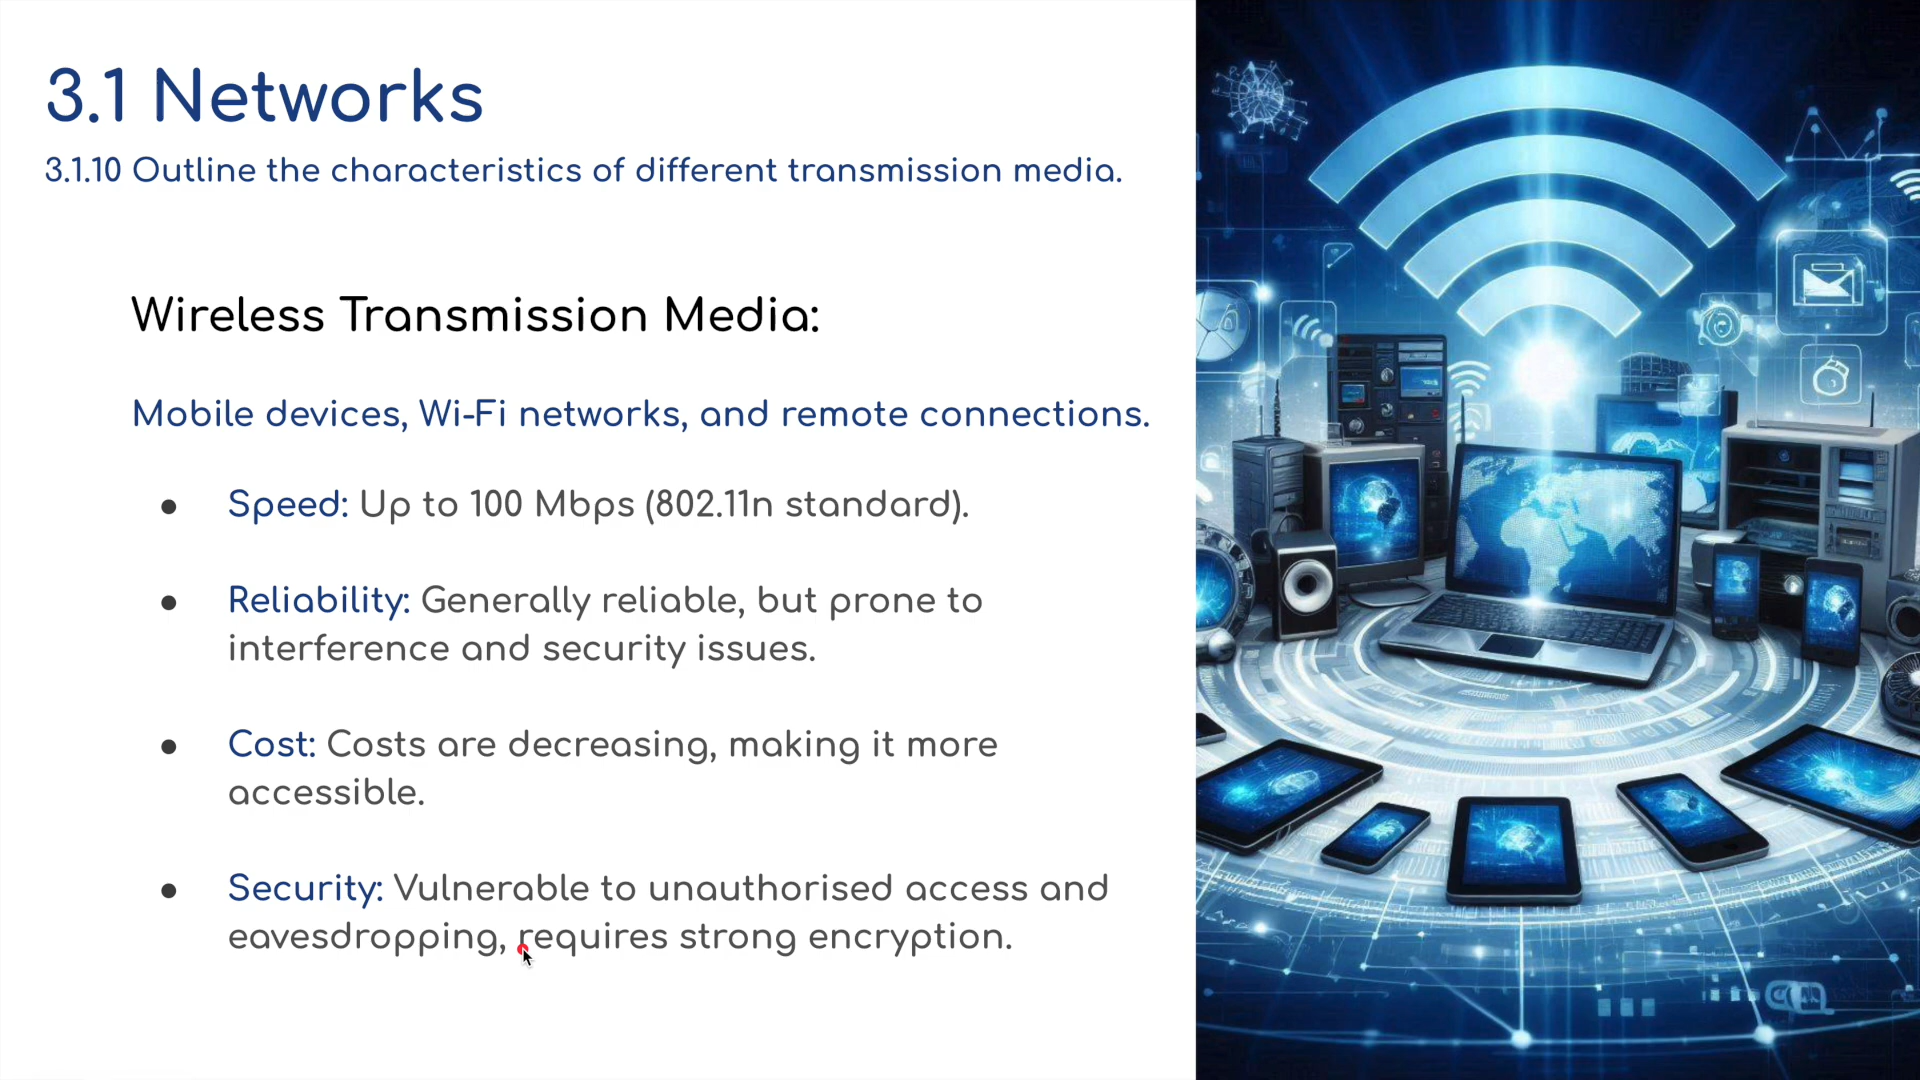 3.1 Networks
3.1.10 Outline the characteristics of different transmission media.
Wireless Transmission Media:
Mobile devices, Wi-Fi networks, and remote connections.
● Speed: Up to 100 Mbps (802.11n standard).
● Reliability: Generally reliable, but prone to
interference and security issues.
● Cost: Costs are decreasing, making it more
accessible.
● Security: Vulnerable to unauthorised access and
eavesdropping, requires strong encryption.